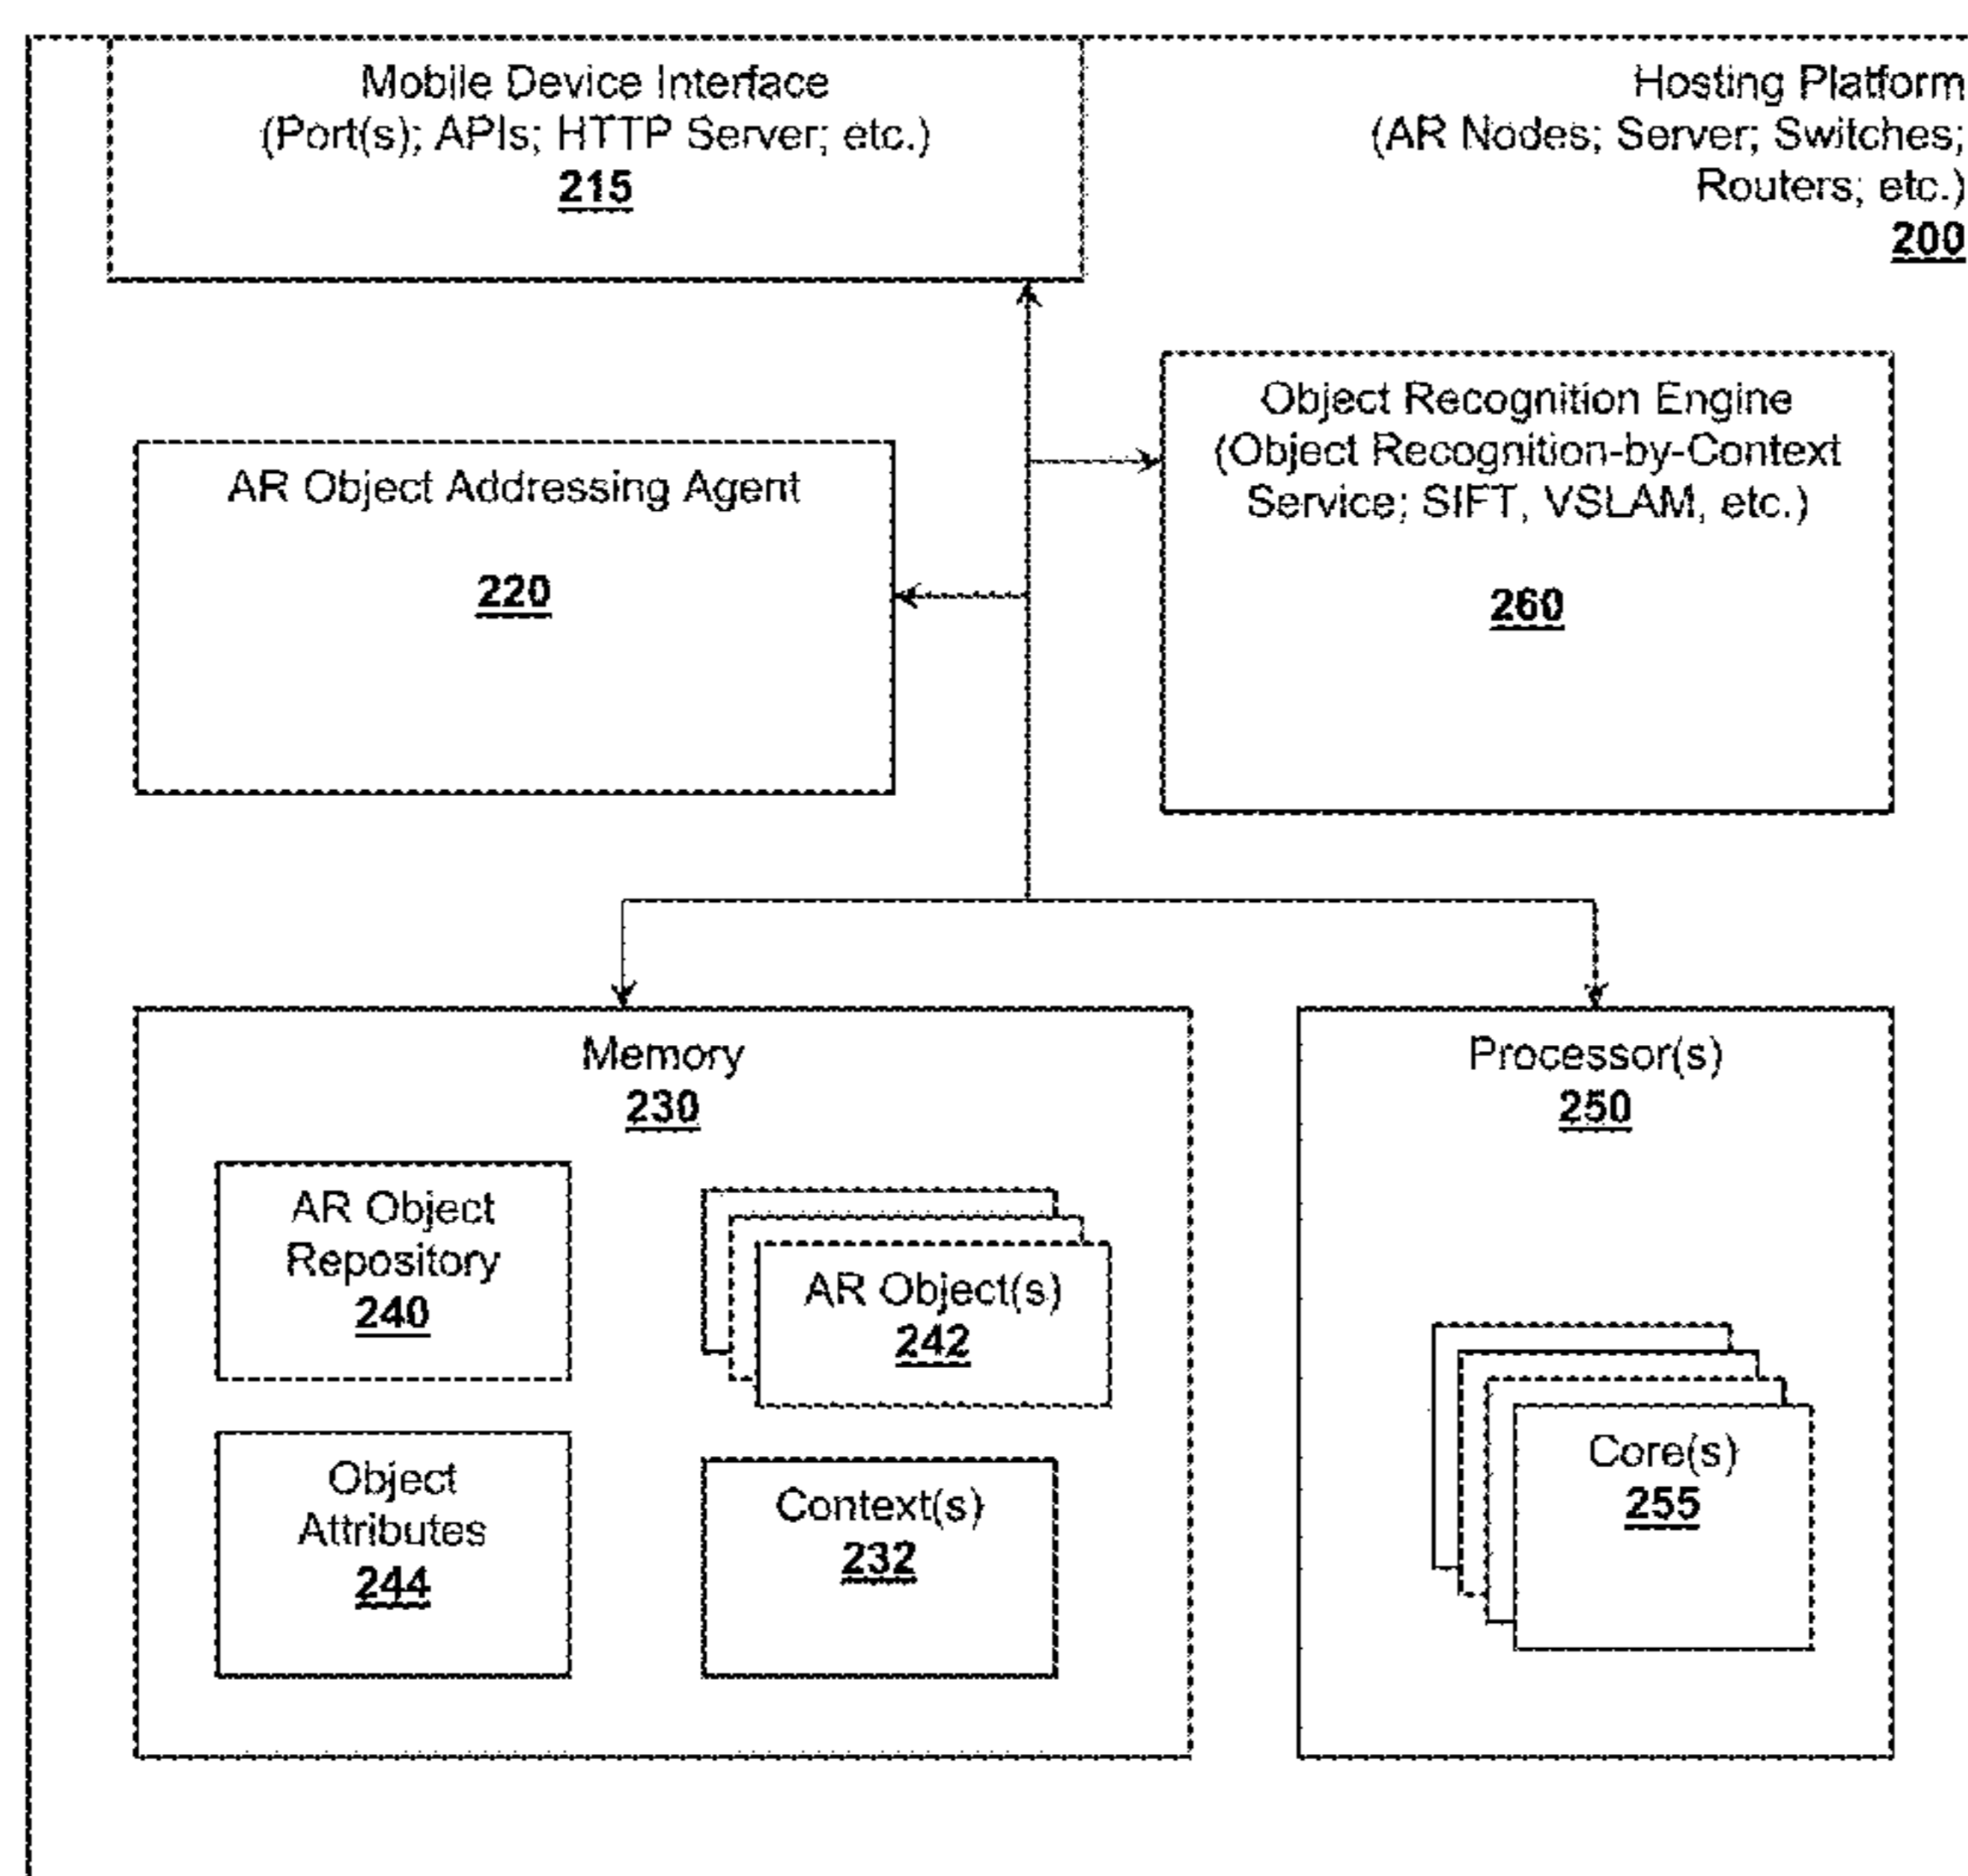 Mobile Device Interface
(Port(s); APIs; HTTP Server; etc.)
215
Hosting Platform
(AR Nodes; Server; Switches;
Routers; etc.)
200
Object Recognition Engine
(Object Recognition-by-Context
Service; SIFT, VSLAM, etc.)
260
AR Object Addressing Agent
220
Memory
230
AR Object
Repository
240
AR Object(s)
242
Object
Attributes
244
Context(s)
232
Processor(s)
250
Core(s)
255